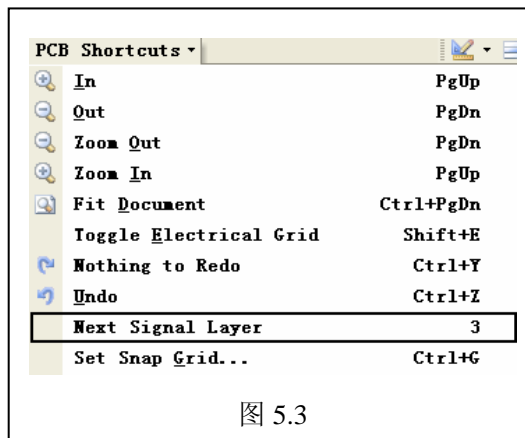 PCB Shortcuts
In PgUp
Out PgDn
Zoom Out PgDn
Zoom In PgUp
Fit Document Ctrl+PgDn
Toggle Electrical Grid Shift+E
Nothing to Redo Ctrl+Y
Undo Ctrl+Z
Next Signal Layer 3
Set Snap Grid... Ctrl+G
图 5.3